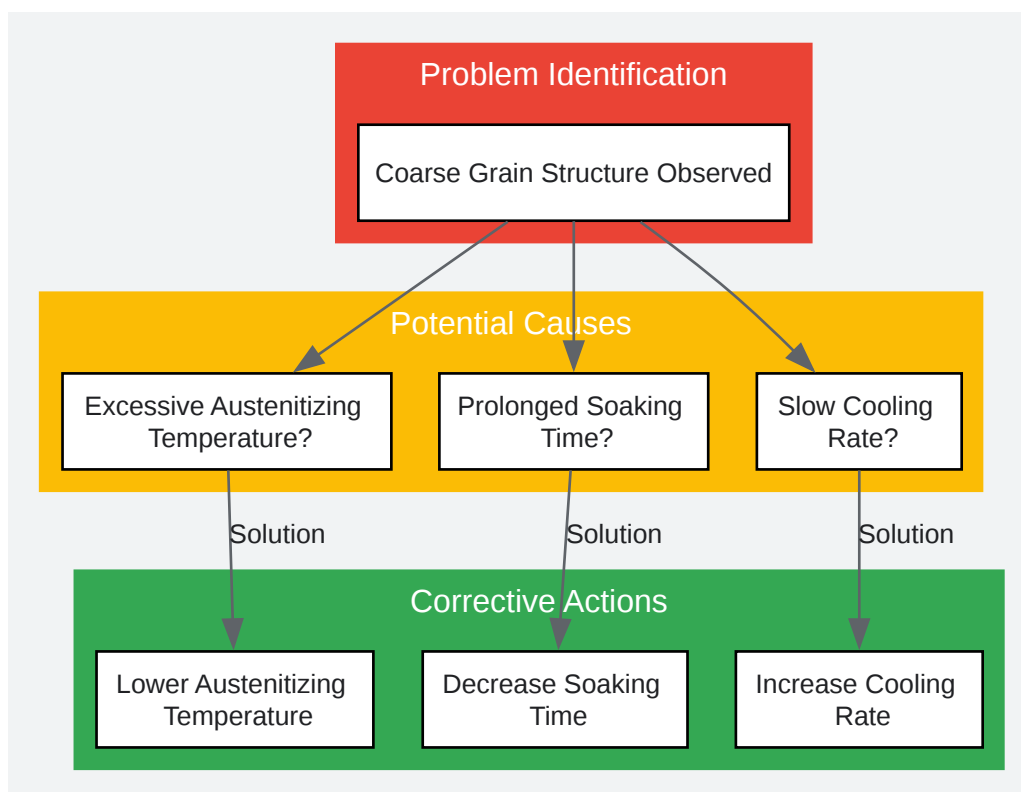 Problem Identification
Coarse Grain Structure Observed
Potential Causes
Excessive Austenitizing
Temperature?
Prolonged Soaking
Time?
Slow Cooling
Rate?
Solution
Solution
Solution
Corrective Actions
Lower Austenitizing
Temperature
Decrease Soaking
Time
Increase Cooling
Rate